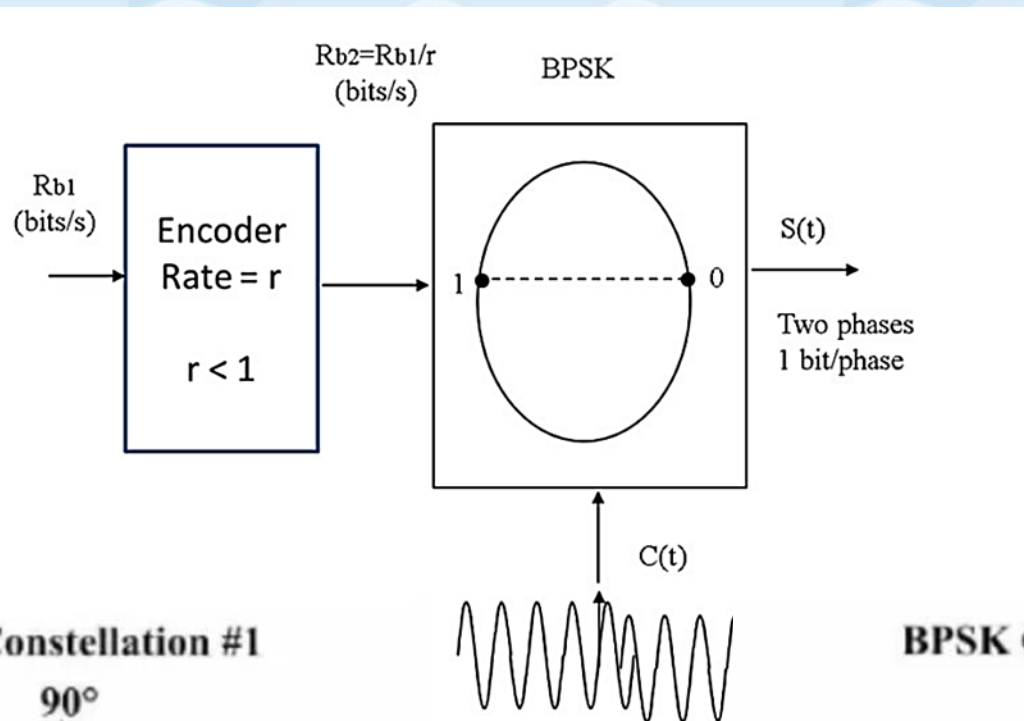 Rb2=Rb1/r
(bits/s)
BPSK
Rb1
(bits/s)
Encoder
Rate = r
r < 1
1
0
S(t)
Two phases
1 bit/phase
C(t)
onstellation #1
90°
BPSK